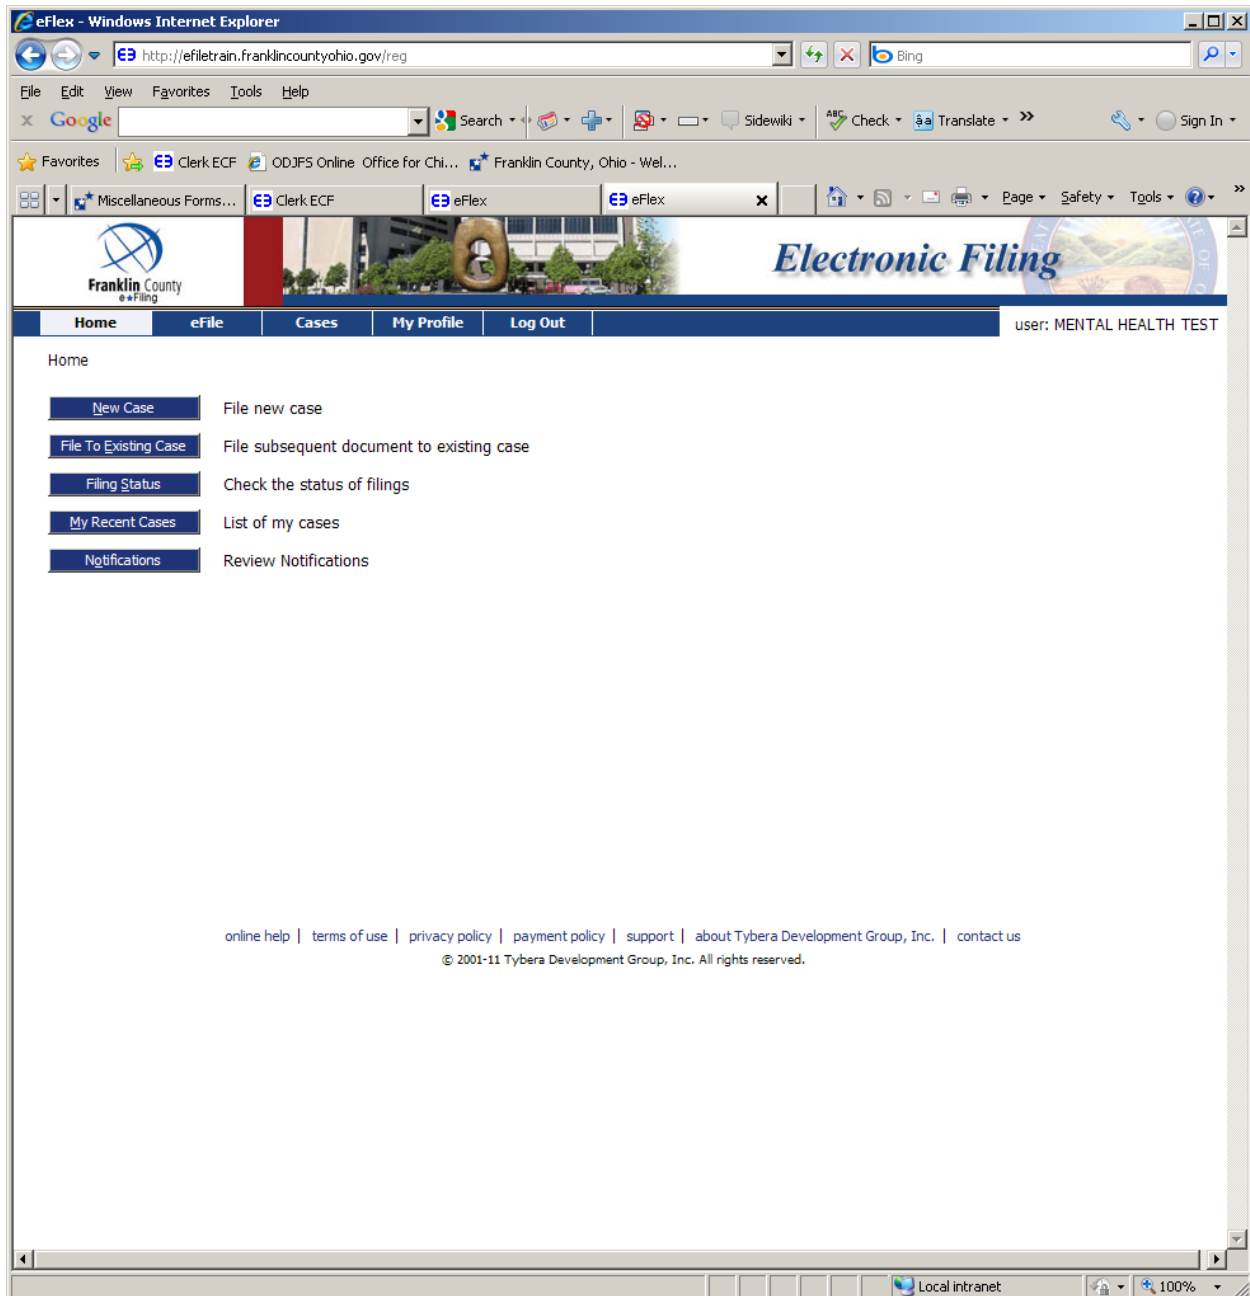 eFlex - Windows Internet Explorer
http://efiletrain.franklincountyohio.gov/reg
Bing
File Edit View Favorites Tools Help
x Google Search Sidewiki ABC Check âa Translate >> Sign In
Favorites Clerk ECF ODJFS Online Office for Chi... Franklin County, Ohio - Wel...
Miscellaneous Forms... Clerk ECF eFlex eFlex x Page Safety Tools >>
Franklin County
e★Filing
Electronic Filing
Home eFile Cases My Profile Log Out user: MENTAL HEALTH TEST
Home
New Case File new case
File To Existing Case File subsequent document to existing case
Filing Status Check the status of filings
My Recent Cases List of my cases
Notifications Review Notifications
online help | terms of use | privacy policy | payment policy | support | about Tybera Development Group, Inc. | contact us
© 2001-11 Tybera Development Group, Inc. All rights reserved.
Local intranet 100%